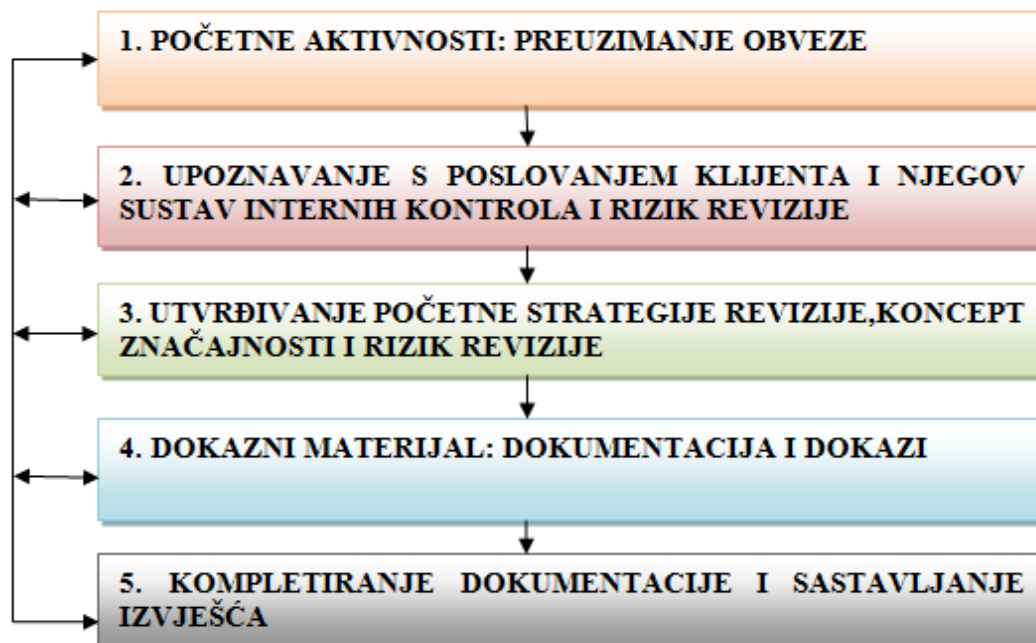 1. POČETNE AKTIVNOSTI: PREUZIMANJE OBVEZE
2. UPOZNAVANJE S POSLOVANJEM KLIJENTA I NJEGOV
SUSTAV INTERNIH KONTROLA I RIZIK REVIZIJE
3. UTVRĐIVANJE POČETNE STRATEGIJE REVIZIJE,KONCEPT
ZNAČAJNOSTI I RIZIK REVIZIJE
4. DOKAZNI MATERIJAL: DOKUMENTACIJA I DOKAZI
5. KOMPLETIRANJE DOKUMENTACIJE I SASTAVLJANJE
IZVJEŠĆA